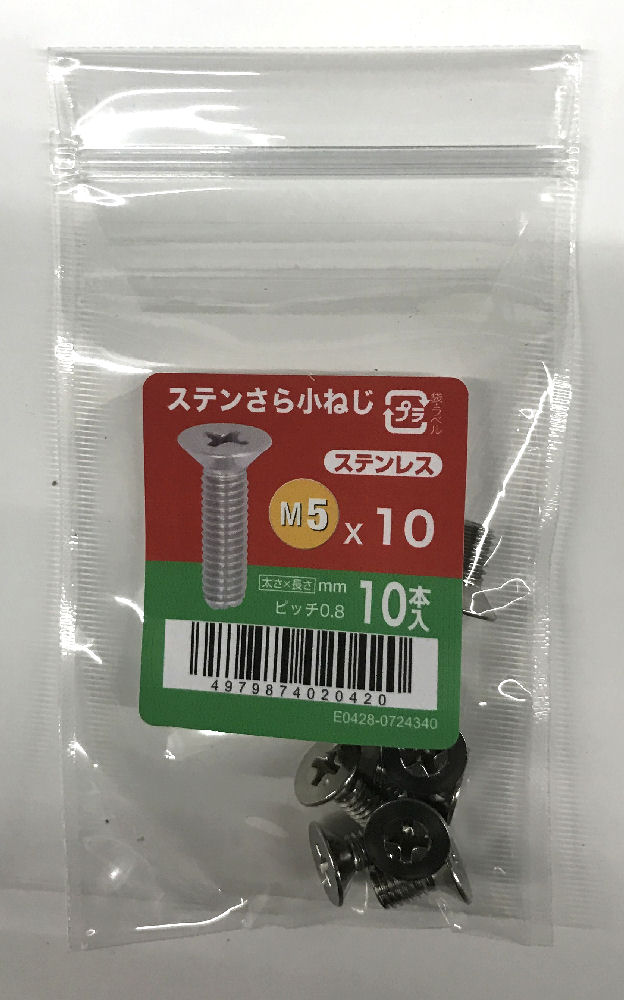 ステンさら小ねじ
プラ
袋・ラベル
ステンレス
M5 x 10
太さ×長さ mm
ピッチ0.8
10本入
4979874020420
E0428-0724340